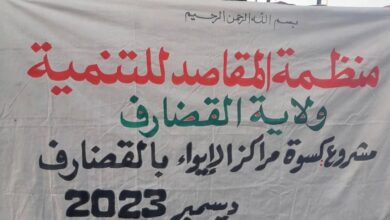 بسم الله الرحمن الرحيم
منظمة المقاصد للتنمية
ولاية القضارف
مشروع كسوة مراكز الإيواء بالقضارف
ديسمبر 2023